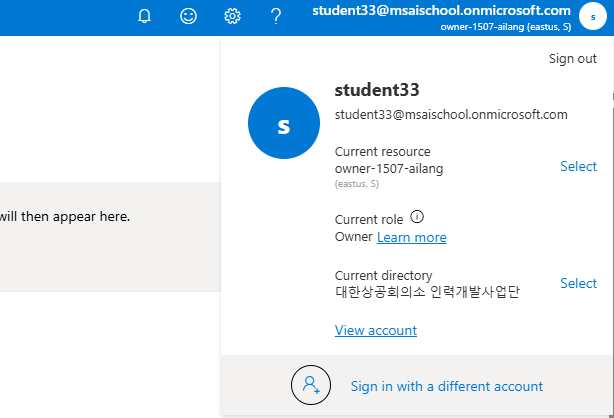 student33@msaischool.onmicrosoft.com
owner-1507-ailang (eastus, S)
s
Sign out
s
student33
student33@msaischool.onmicrosoft.com
Current resource
owner-1507-ailang
(eastus, S)
Select
will then appear here.
Current role
Owner Learn more
Current directory
대한상공회의소 인력개발사업단
Select
View account
Sign in with a different account